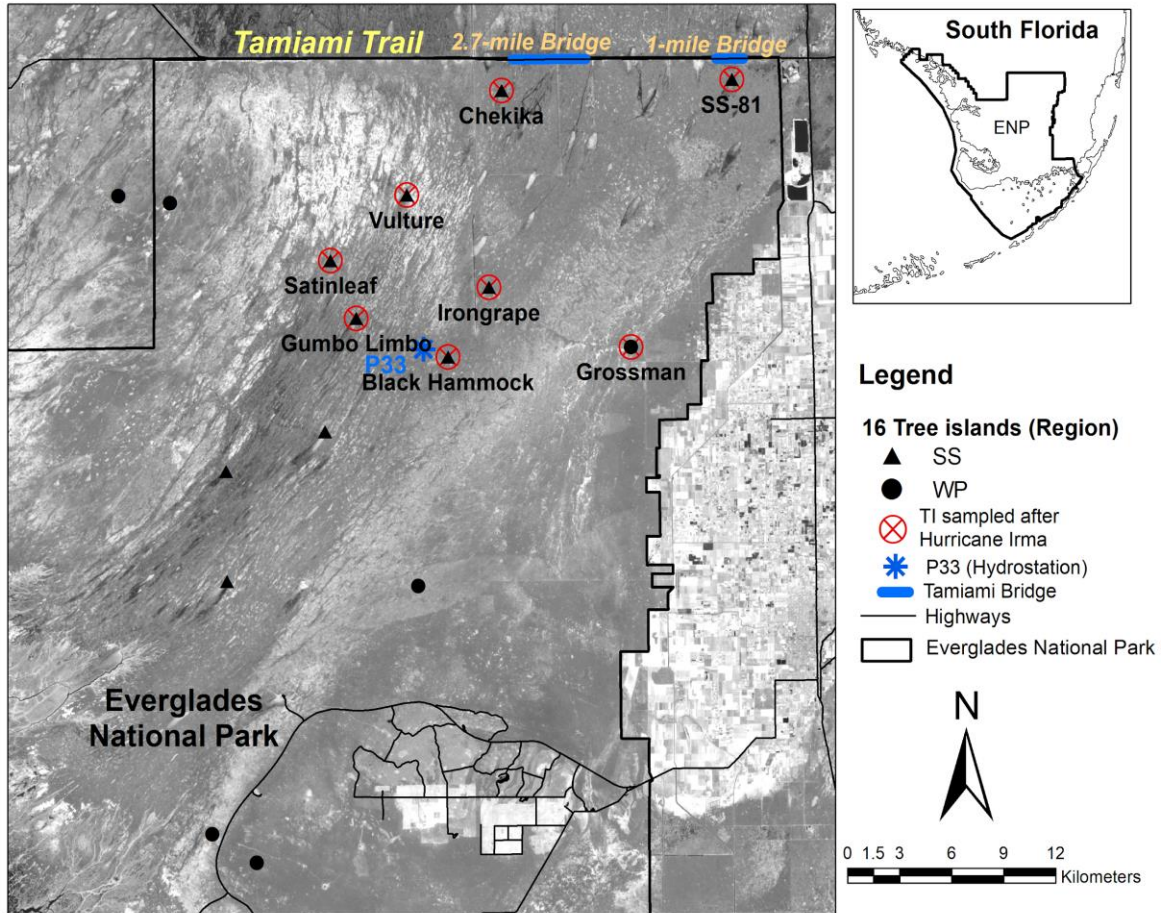 Tamiami Trail
2.7-mile Bridge
1-mile Bridge
Chekika
SS-81
Vulture
Satinleaf
Irongrape
Gumbo Limbo
P33
Black Hammock
Grossman
Everglades
National Park
South Florida
ENP
Legend
16 Tree islands (Region)
SS
WP
TI sampled after
Hurricane Irma
P33 (Hydrostation)
Tamiami Bridge
Highways
Everglades National Park
N
0 1.5 3 6 9 12
Kilometers